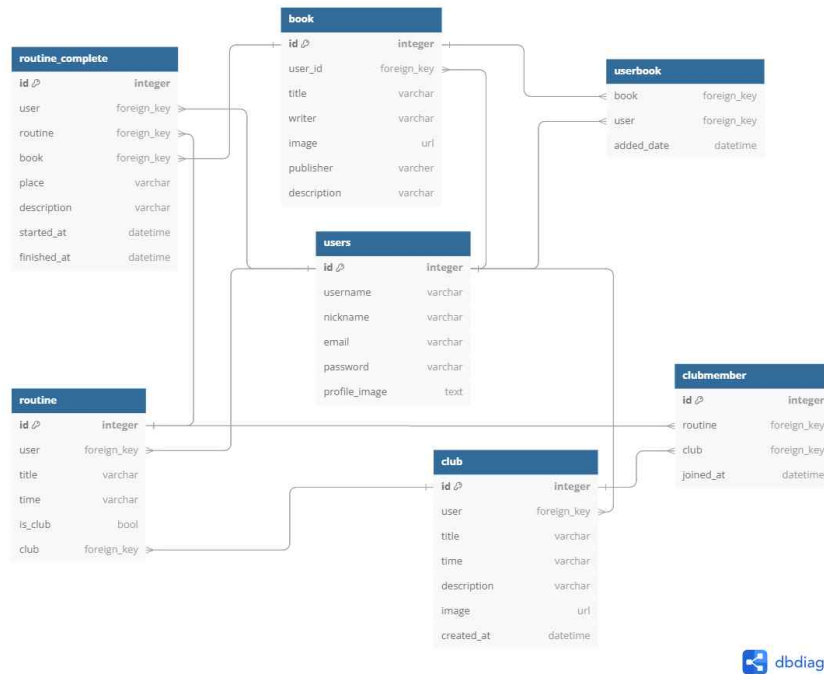 book
id integer
user_id foreign_key
title varchar
writer varchar
image url
publisher varcher
description varchar
routine_complete
id integer
user foreign_key
routine foreign_key
book foreign_key
place varchar
description varchar
started_at datetime
finished_at datetime
userbook
book foreign_key
user foreign_key
added_date datetime
users
id integer
username varchar
nickname varchar
email varchar
password varchar
profile_image text
routine
id integer
user foreign_key
title varchar
time varchar
is_club bool
club foreign_key
club
id integer
user foreign_key
title varchar
time varchar
description varchar
image url
created_at datetime
clubmember
id integer
routine foreign_key
club foreign_key
joined_at datetime
dbdiag